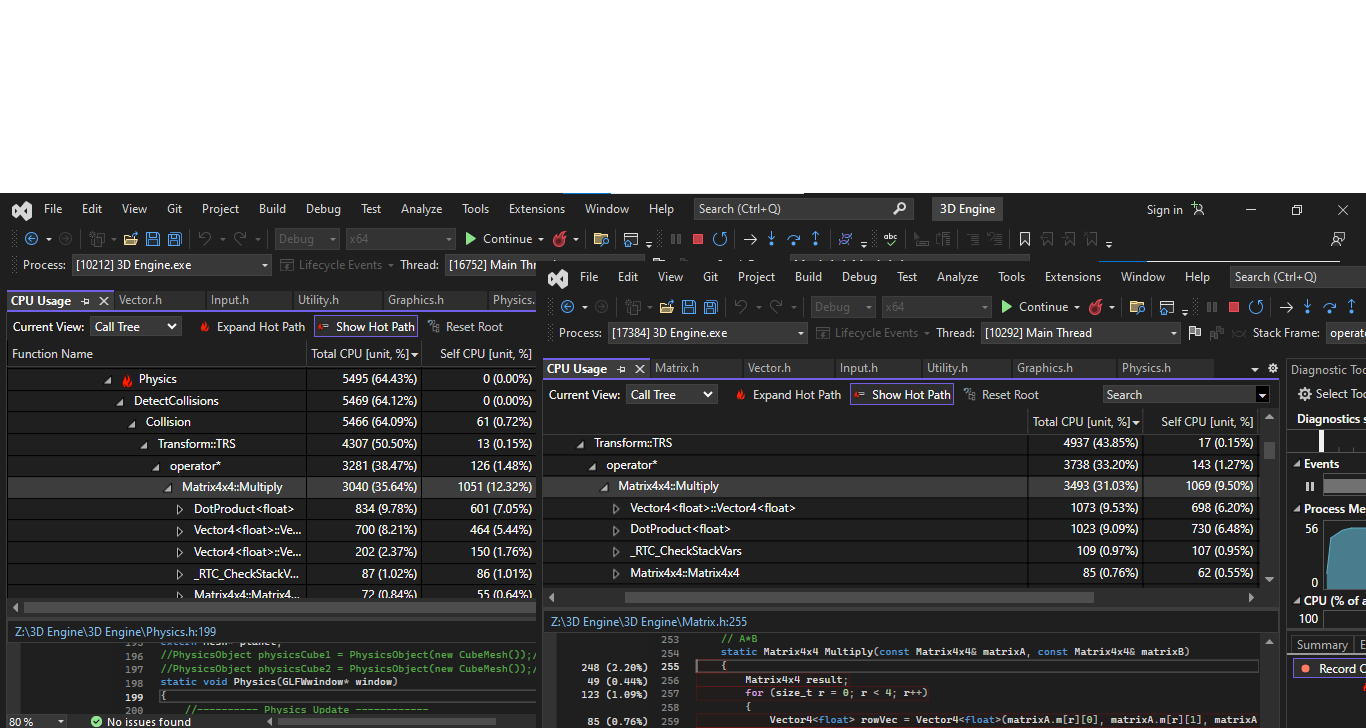 File Edit View Git Project Build Debug Test Analyze Tools Extensions Window Help Search (Ctrl+Q) 3D Engine Sign in
Debug x64 Continue
Process: [10212] 3D Engine.exe Lifecycle Events Thread: [16752] Main Thr
CPU Usage Vector.h Input.h Utility.h Graphics.h Physics.
Current View: Call Tree Expand Hot Path Show Hot Path Reset Root
Function Name Total CPU [unit, %] Self CPU [unit, %]
Physics 5495 (64.43%) 0 (0.00%)
DetectCollisions 5469 (64.12%) 0 (0.00%)
Collision 5466 (64.09%) 61 (0.72%)
Transform::TRS 4307 (50.50%) 13 (0.15%)
operator* 3281 (38.47%) 126 (1.48%)
Matrix4x4::Multiply 3040 (35.64%) 1051 (12.32%)
DotProduct<float> 834 (9.78%) 601 (7.05%)
Vector4<float>::Ve... 700 (8.21%) 464 (5.44%)
Vector4<float>::Ve... 202 (2.37%) 150 (1.76%)
_RTC_CheckStackV... 87 (1.02%) 86 (1.01%)
Matrix4x4::Matrix4... 72 (0.84%) 55 (0.64%)
Z:\3D Engine\3D Engine\Physics.h:199
196 //PhysicsObject physicsCube1 = PhysicsObject(new CubeMesh());/
197 //PhysicsObject physicsCube2 = PhysicsObject(new CubeMesh());/
198 static void Physics(GLFWwindow* window)
199 {
200 //---------- Physics Update ------------
80 % No issues found
File Edit View Git Project Build Debug Test Analyze Tools Extensions Window Help Search (Ctrl+Q)
Debug x64 Continue
Process: [17384] 3D Engine.exe Lifecycle Events Thread: [10292] Main Thread Stack Frame: operato
CPU Usage Matrix.h Vector.h Input.h Utility.h Graphics.h Physics.h
Current View: Call Tree Expand Hot Path Show Hot Path Reset Root Search
Total CPU [unit, %] Self CPU [unit, %]
Transform::TRS 4937 (43.85%) 17 (0.15%)
operator* 3738 (33.20%) 143 (1.27%)
Matrix4x4::Multiply 3493 (31.03%) 1069 (9.50%)
Vector4<float>::Vector4<float> 1073 (9.53%) 698 (6.20%)
DotProduct<float> 1023 (9.09%) 730 (6.48%)
_RTC_CheckStackVars 109 (0.97%) 107 (0.95%)
Matrix4x4::Matrix4x4 85 (0.76%) 62 (0.55%)
Z:\3D Engine\3D Engine\Matrix.h:255
253 // A*B
254 static Matrix4x4 Multiply(const Matrix4x4& matrixA, const Matrix4x4& matrixB)
248 (2.20%) 255 {
49 (0.44%) 256 Matrix4x4 result;
123 (1.09%) 257 for (size_t r = 0; r < 4; r++)
258 {
85 (0.76%) 259 Vector4<float> rowVec = Vector4<float>(matrixA.m[r][0], matrixA.m[r][1], matrixA
Diagnostic Too
Select Too
Diagnostics s
Events
Process Me
56
0
CPU (% of a
100
Summary E
Record C